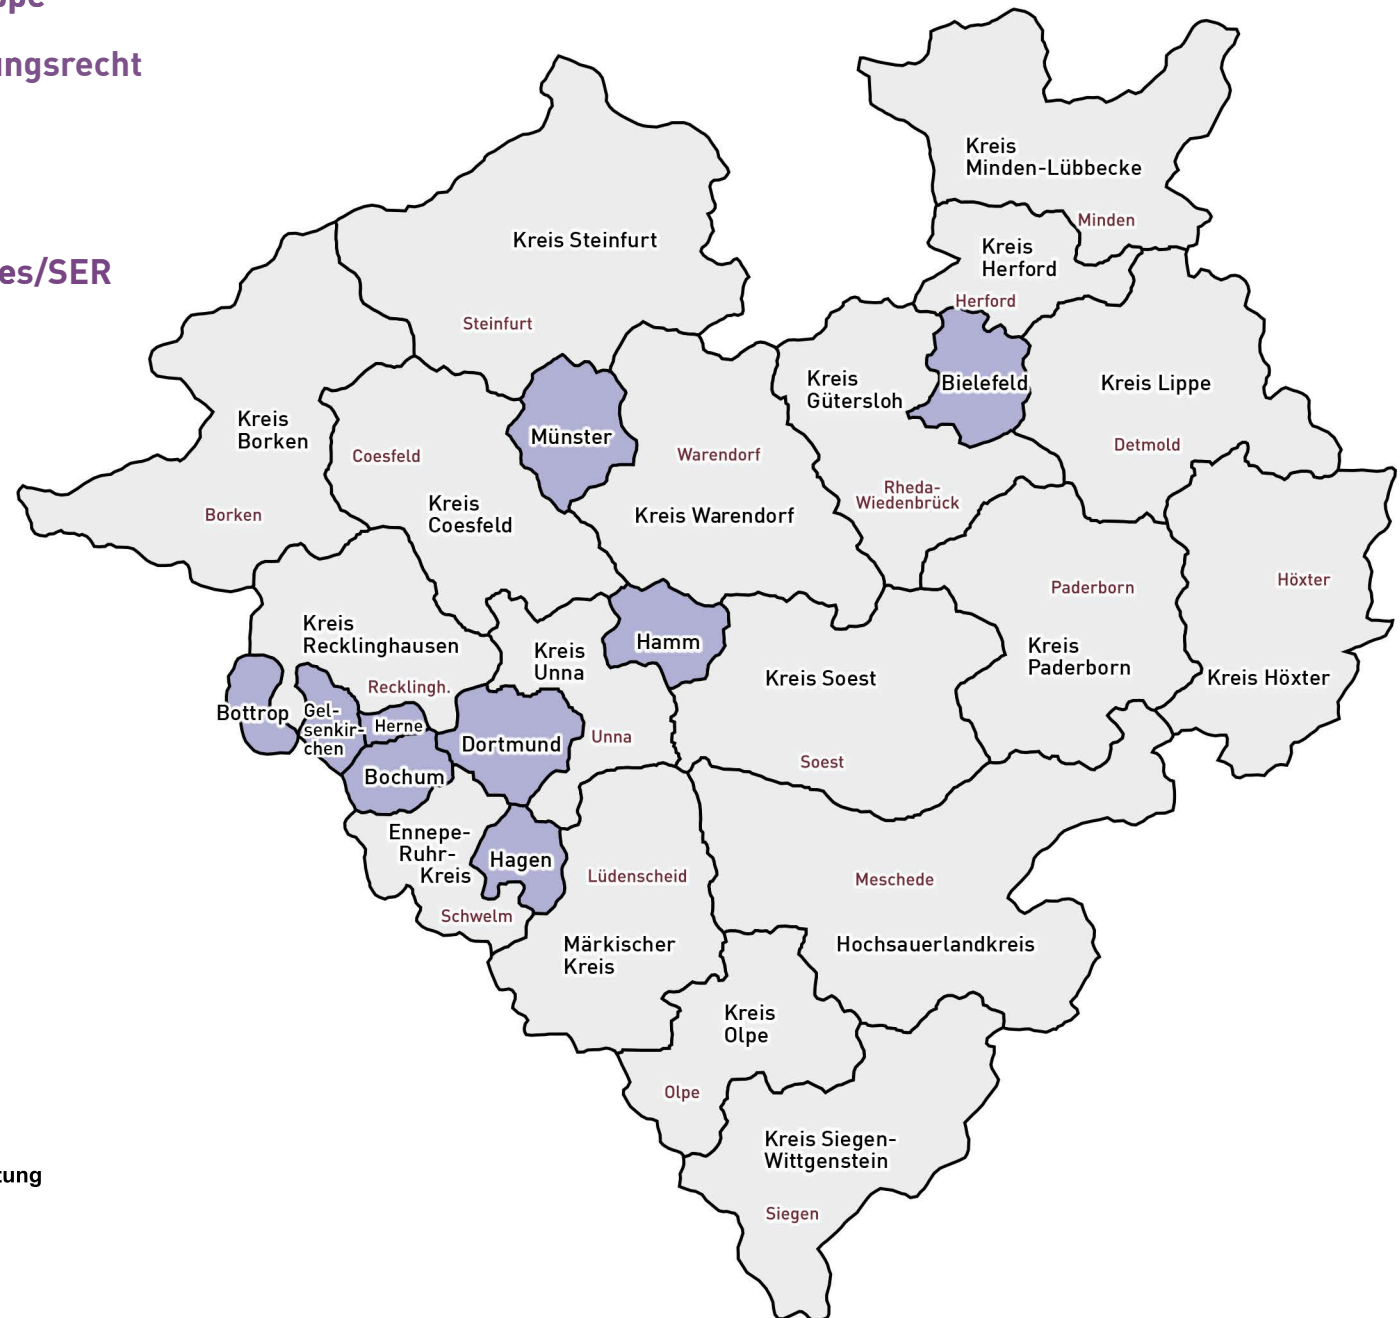 ungsrecht
es/SER
tung
Kreis
Minden-Lübbecke
Minden
Kreis
Herford
Herford
Kreis Steinfurt
Steinfurt
Kreis
Gütersloh
Bielefeld
Kreis Lippe
Detmold
Kreis
Borken
Borken
Coesfeld
Kreis
Coesfeld
Münster
Warendorf
Kreis Warendorf
Rheda-
Wiedenbrück
Paderborn
Kreis
Paderborn
Höxter
Kreis Höxter
Kreis
Recklinghausen
Recklingh.
Kreis
Unna
Unna
Hamm
Kreis Soest
Soest
Bottrop
Gel-
senkir-
chen
Herne
Bochum
Dortmund
Ennepe-
Ruhr-
Kreis
Schwelm
Hagen
Lüdenscheid
Märkischer
Kreis
Meschede
Hochsauerlandkreis
Kreis
Olpe
Olpe
Kreis Siegen-
Wittgenstein
Siegen